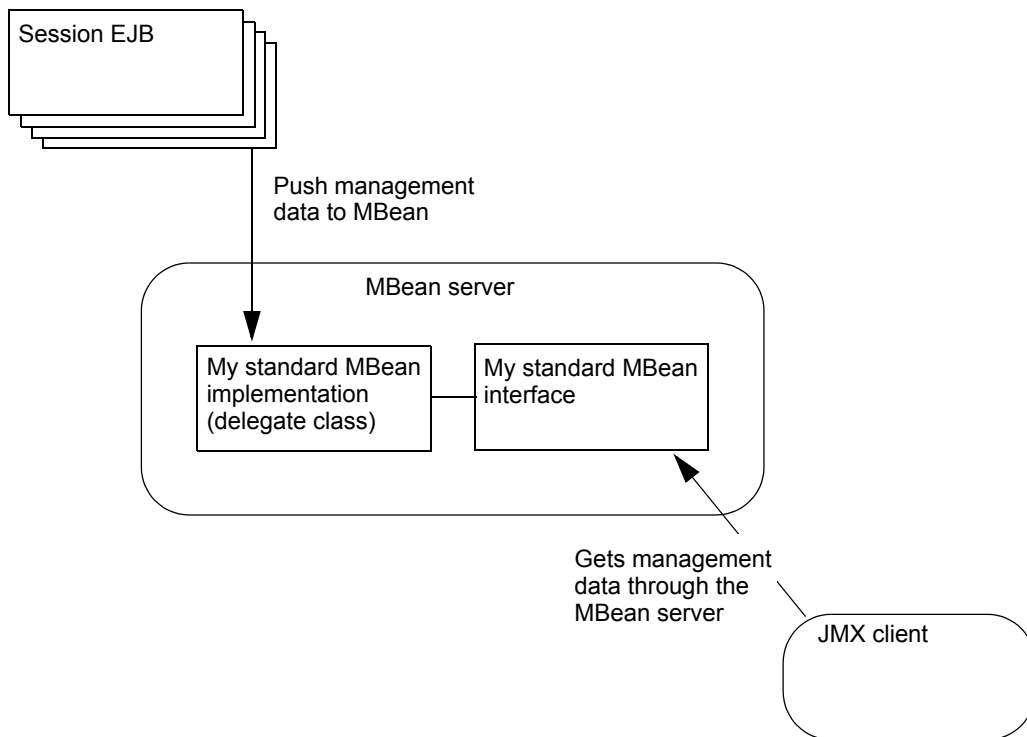 Session EJB
Push management
data to MBean
MBean server
My standard MBean
implementation
(delegate class)
My standard MBean
interface
Gets management
data through the
MBean server
JMX client